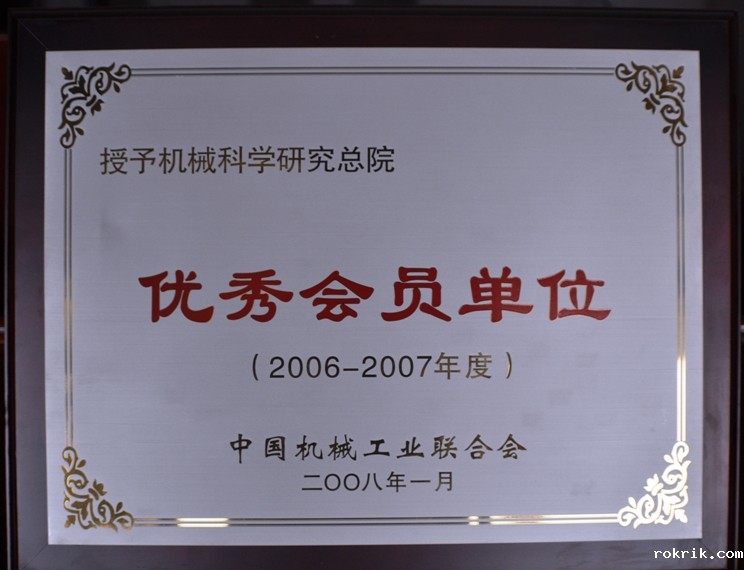 授予机械科学研究总院
优秀会员单位
（2006-2007年度）
中国机械工业联合会
二〇〇八年一月
rokrik.com